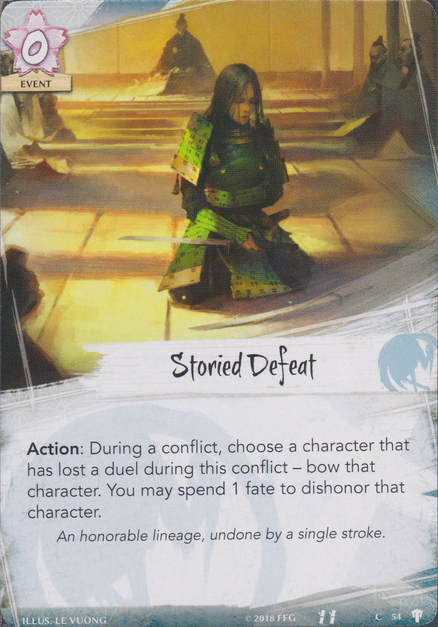 0
EVENT
Storied Defeat
Action: During a conflict, choose a character that
has lost a duel during this conflict – bow that
character. You may spend 1 fate to dishonor that
character.
An honorable lineage, undone by a single stroke.
ILLUS. LE VUONG
© 2018 FFG
C 54